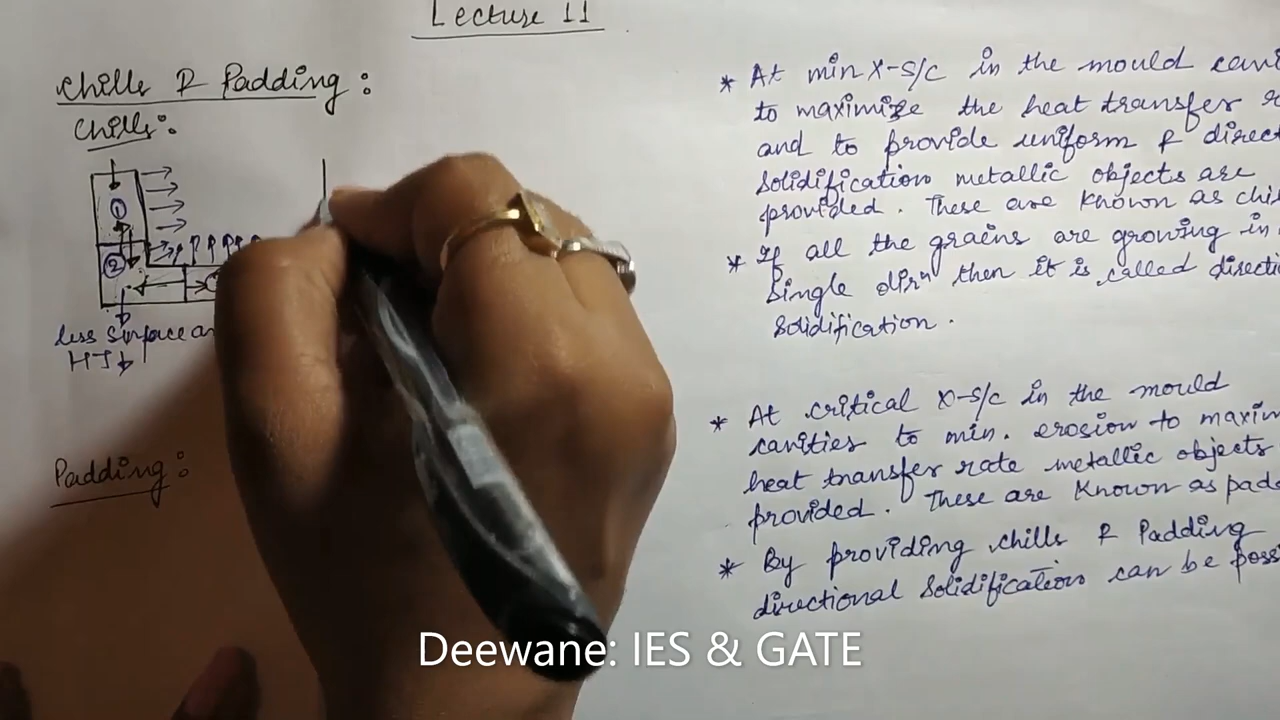 Lecture 11
Chills & Padding :
Chills :
1
2
less surface
HT
Padding :
* At min X-s/c in the mould
to maximize the heat transfer
and to provide uniform &
Solidification metallic objects are
provided. These are known as
* If all the grains are growing in
Single dirⁿ then it is called
Solidification.
* At critical X-s/c in the mould
cavities to min. erosion to
heat transfer rate metallic objects
provided. These are known as
* By providing chills & Padding
directional Solidification can be
Deewane: IES & GATE